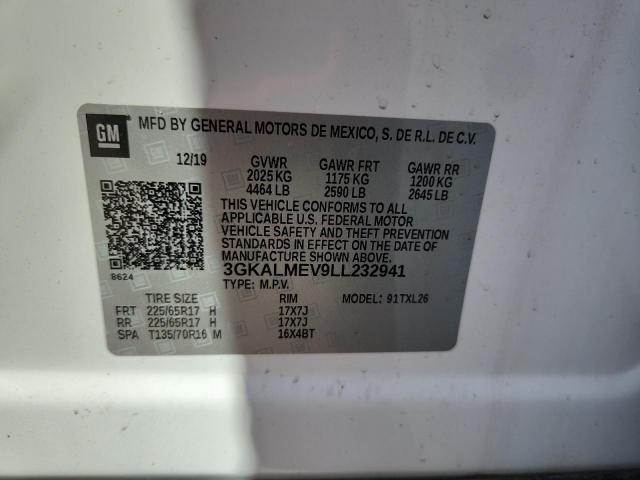 GM MFD BY GENERAL MOTORS DE MEXICO, S. DE R.L. DE C.V.
12/19 GVWR GAWR FRT GAWR RR
2025 KG 1175 KG 1200 KG
4464 LB 2590 LB 2645 LB
THIS VEHICLE CONFORMS TO ALL
APPLICABLE U.S. FEDERAL MOTOR
VEHICLE SAFETY AND THEFT PREVENTION
STANDARDS IN EFFECT ON THE DATE OF
MANUFACTURE SHOWN ABOVE.
8624 3GKALMEV9LL232941
TYPE: M.P.V.
TIRE SIZE RIM MODEL: 91TXL26
FRT 225/65R17 H 17X7J
RR 225/65R17 H 17X7J
SPA T135/70R16 M 16X4BT